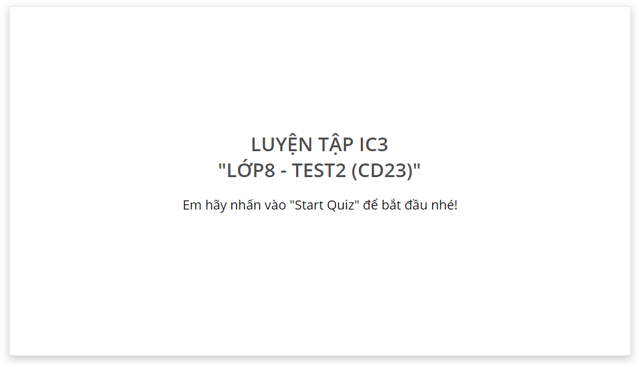 LUYỆN TẬP IC3
"LỚP8 - TEST2 (CD23)"
Em hãy nhấn vào "Start Quiz" để bắt đầu nhé!